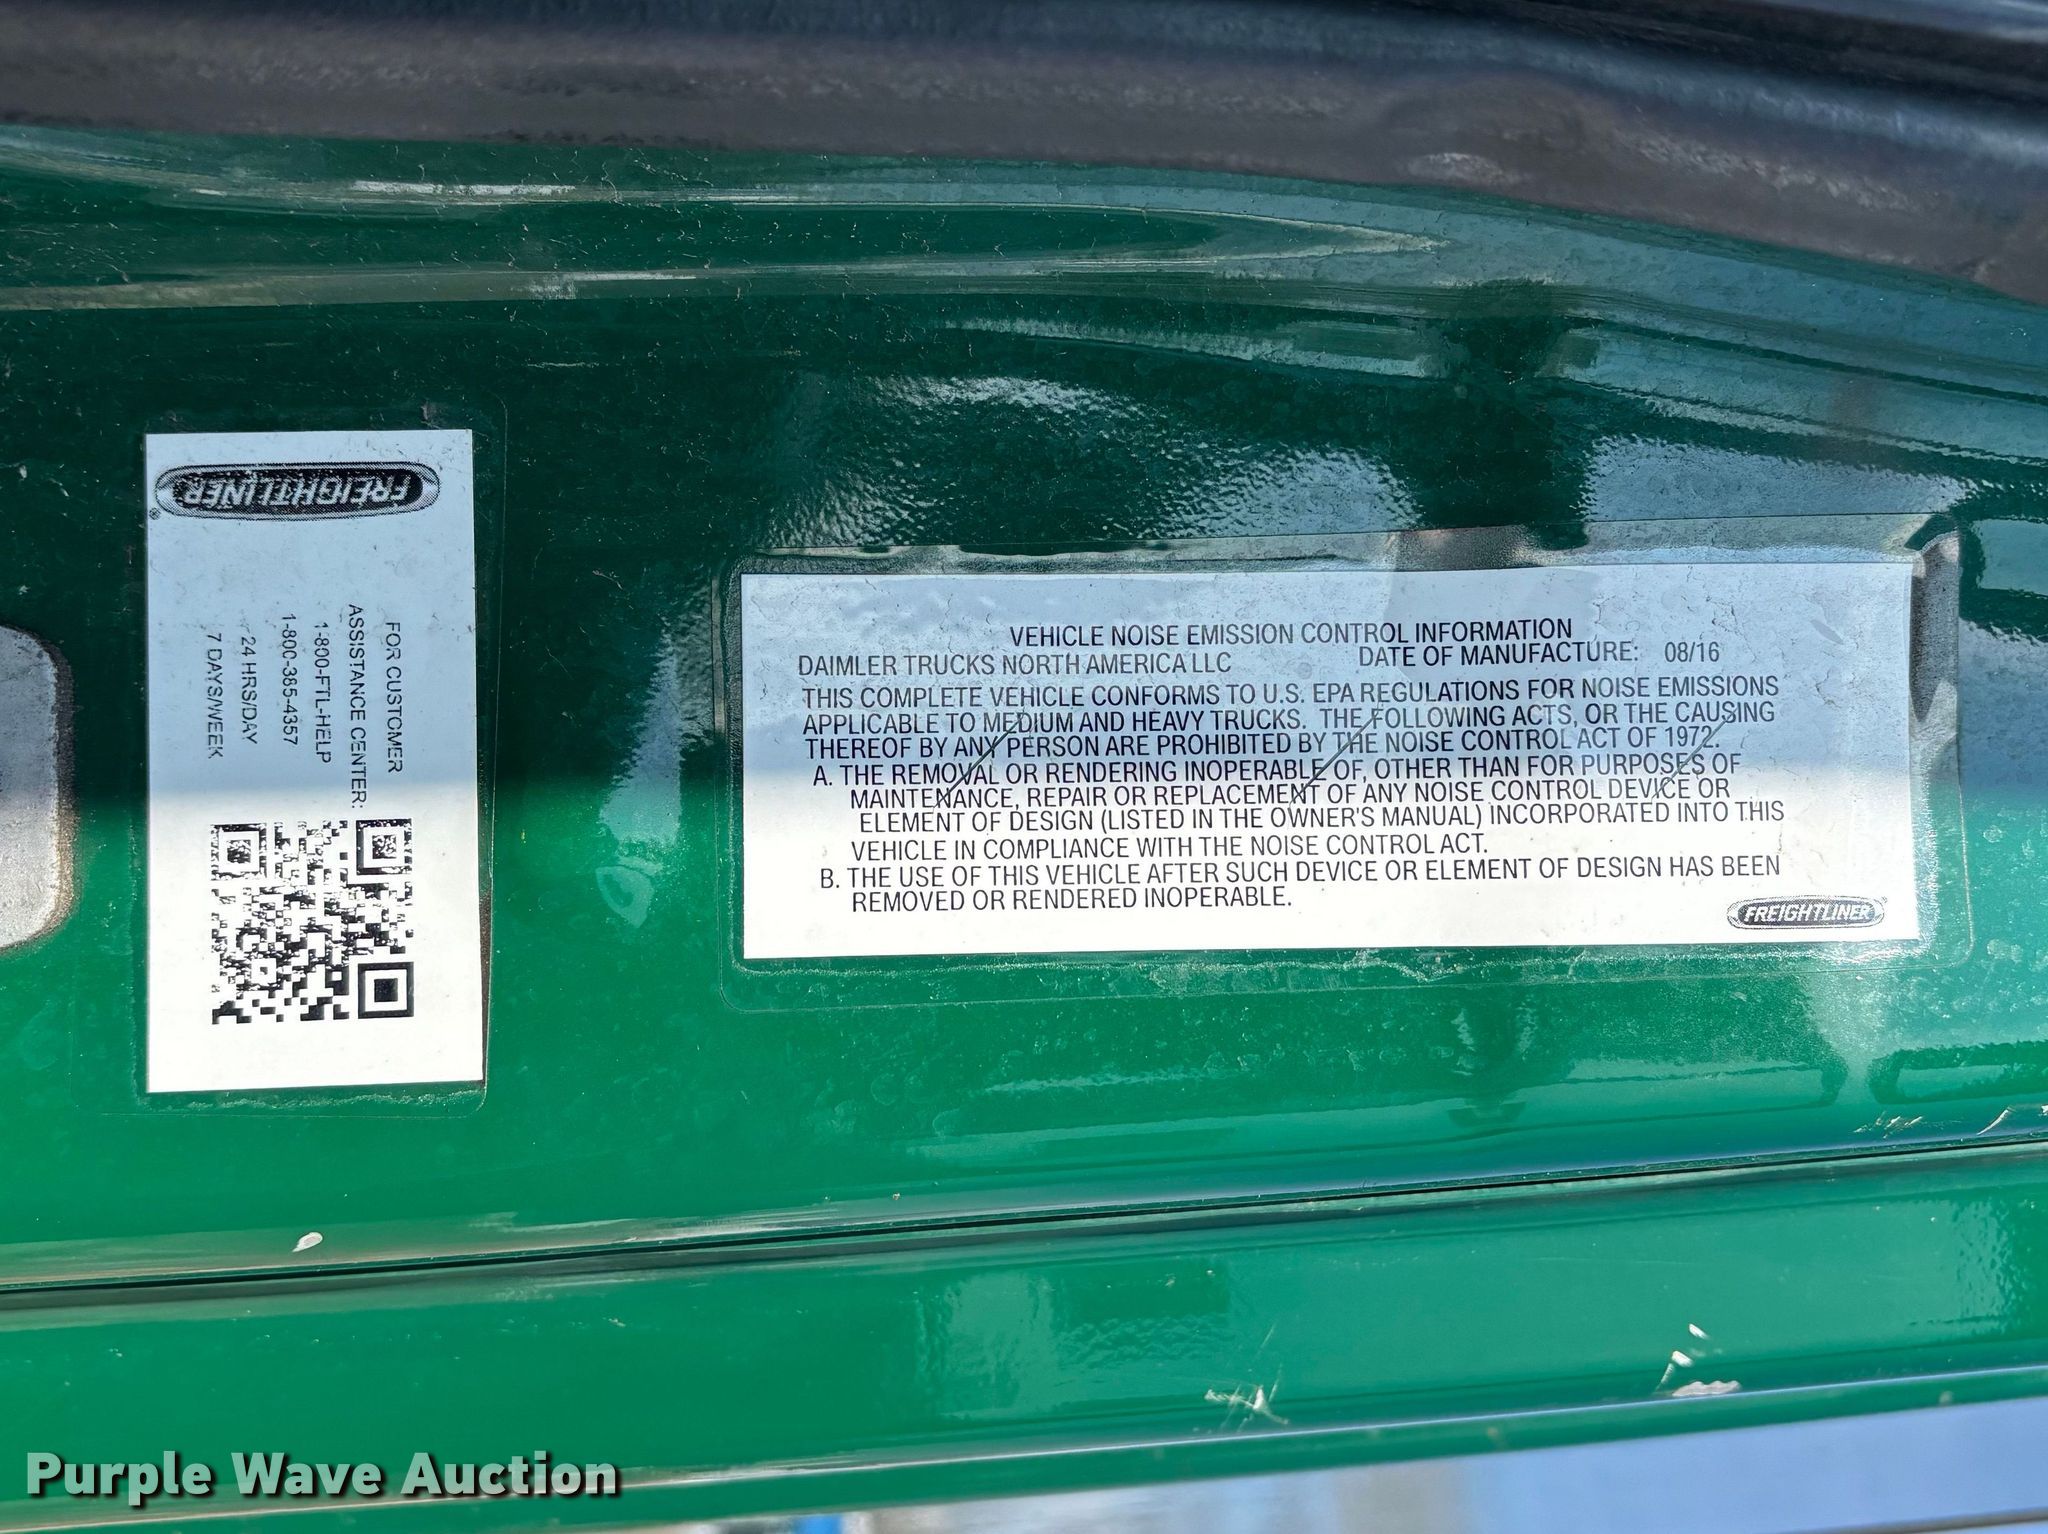 FREIGHTLINER
FOR CUSTOMER
ASSISTANCE CENTER:
1-800-FTL-HELP
1-800-385-4357
24 HRS/DAY
7 DAYS/WEEK
VEHICLE NOISE EMISSION CONTROL INFORMATION
DAIMLER TRUCKS NORTH AMERICA LLC DATE OF MANUFACTURE: 08/16
THIS COMPLETE VEHICLE CONFORMS TO U.S. EPA REGULATIONS FOR NOISE EMISSIONS
APPLICABLE TO MEDIUM AND HEAVY TRUCKS. THE FOLLOWING ACTS, OR THE CAUSING
THEREOF BY ANY PERSON ARE PROHIBITED BY THE NOISE CONTROL ACT OF 1972.
A. THE REMOVAL OR RENDERING INOPERABLE OF, OTHER THAN FOR PURPOSES OF
MAINTENANCE, REPAIR OR REPLACEMENT OF ANY NOISE CONTROL DEVICE OR
ELEMENT OF DESIGN (LISTED IN THE OWNER'S MANUAL) INCORPORATED INTO THIS
VEHICLE IN COMPLIANCE WITH THE NOISE CONTROL ACT.
B. THE USE OF THIS VEHICLE AFTER SUCH DEVICE OR ELEMENT OF DESIGN HAS BEEN
REMOVED OR RENDERED INOPERABLE.
FREIGHTLINER
Purple Wave Auction